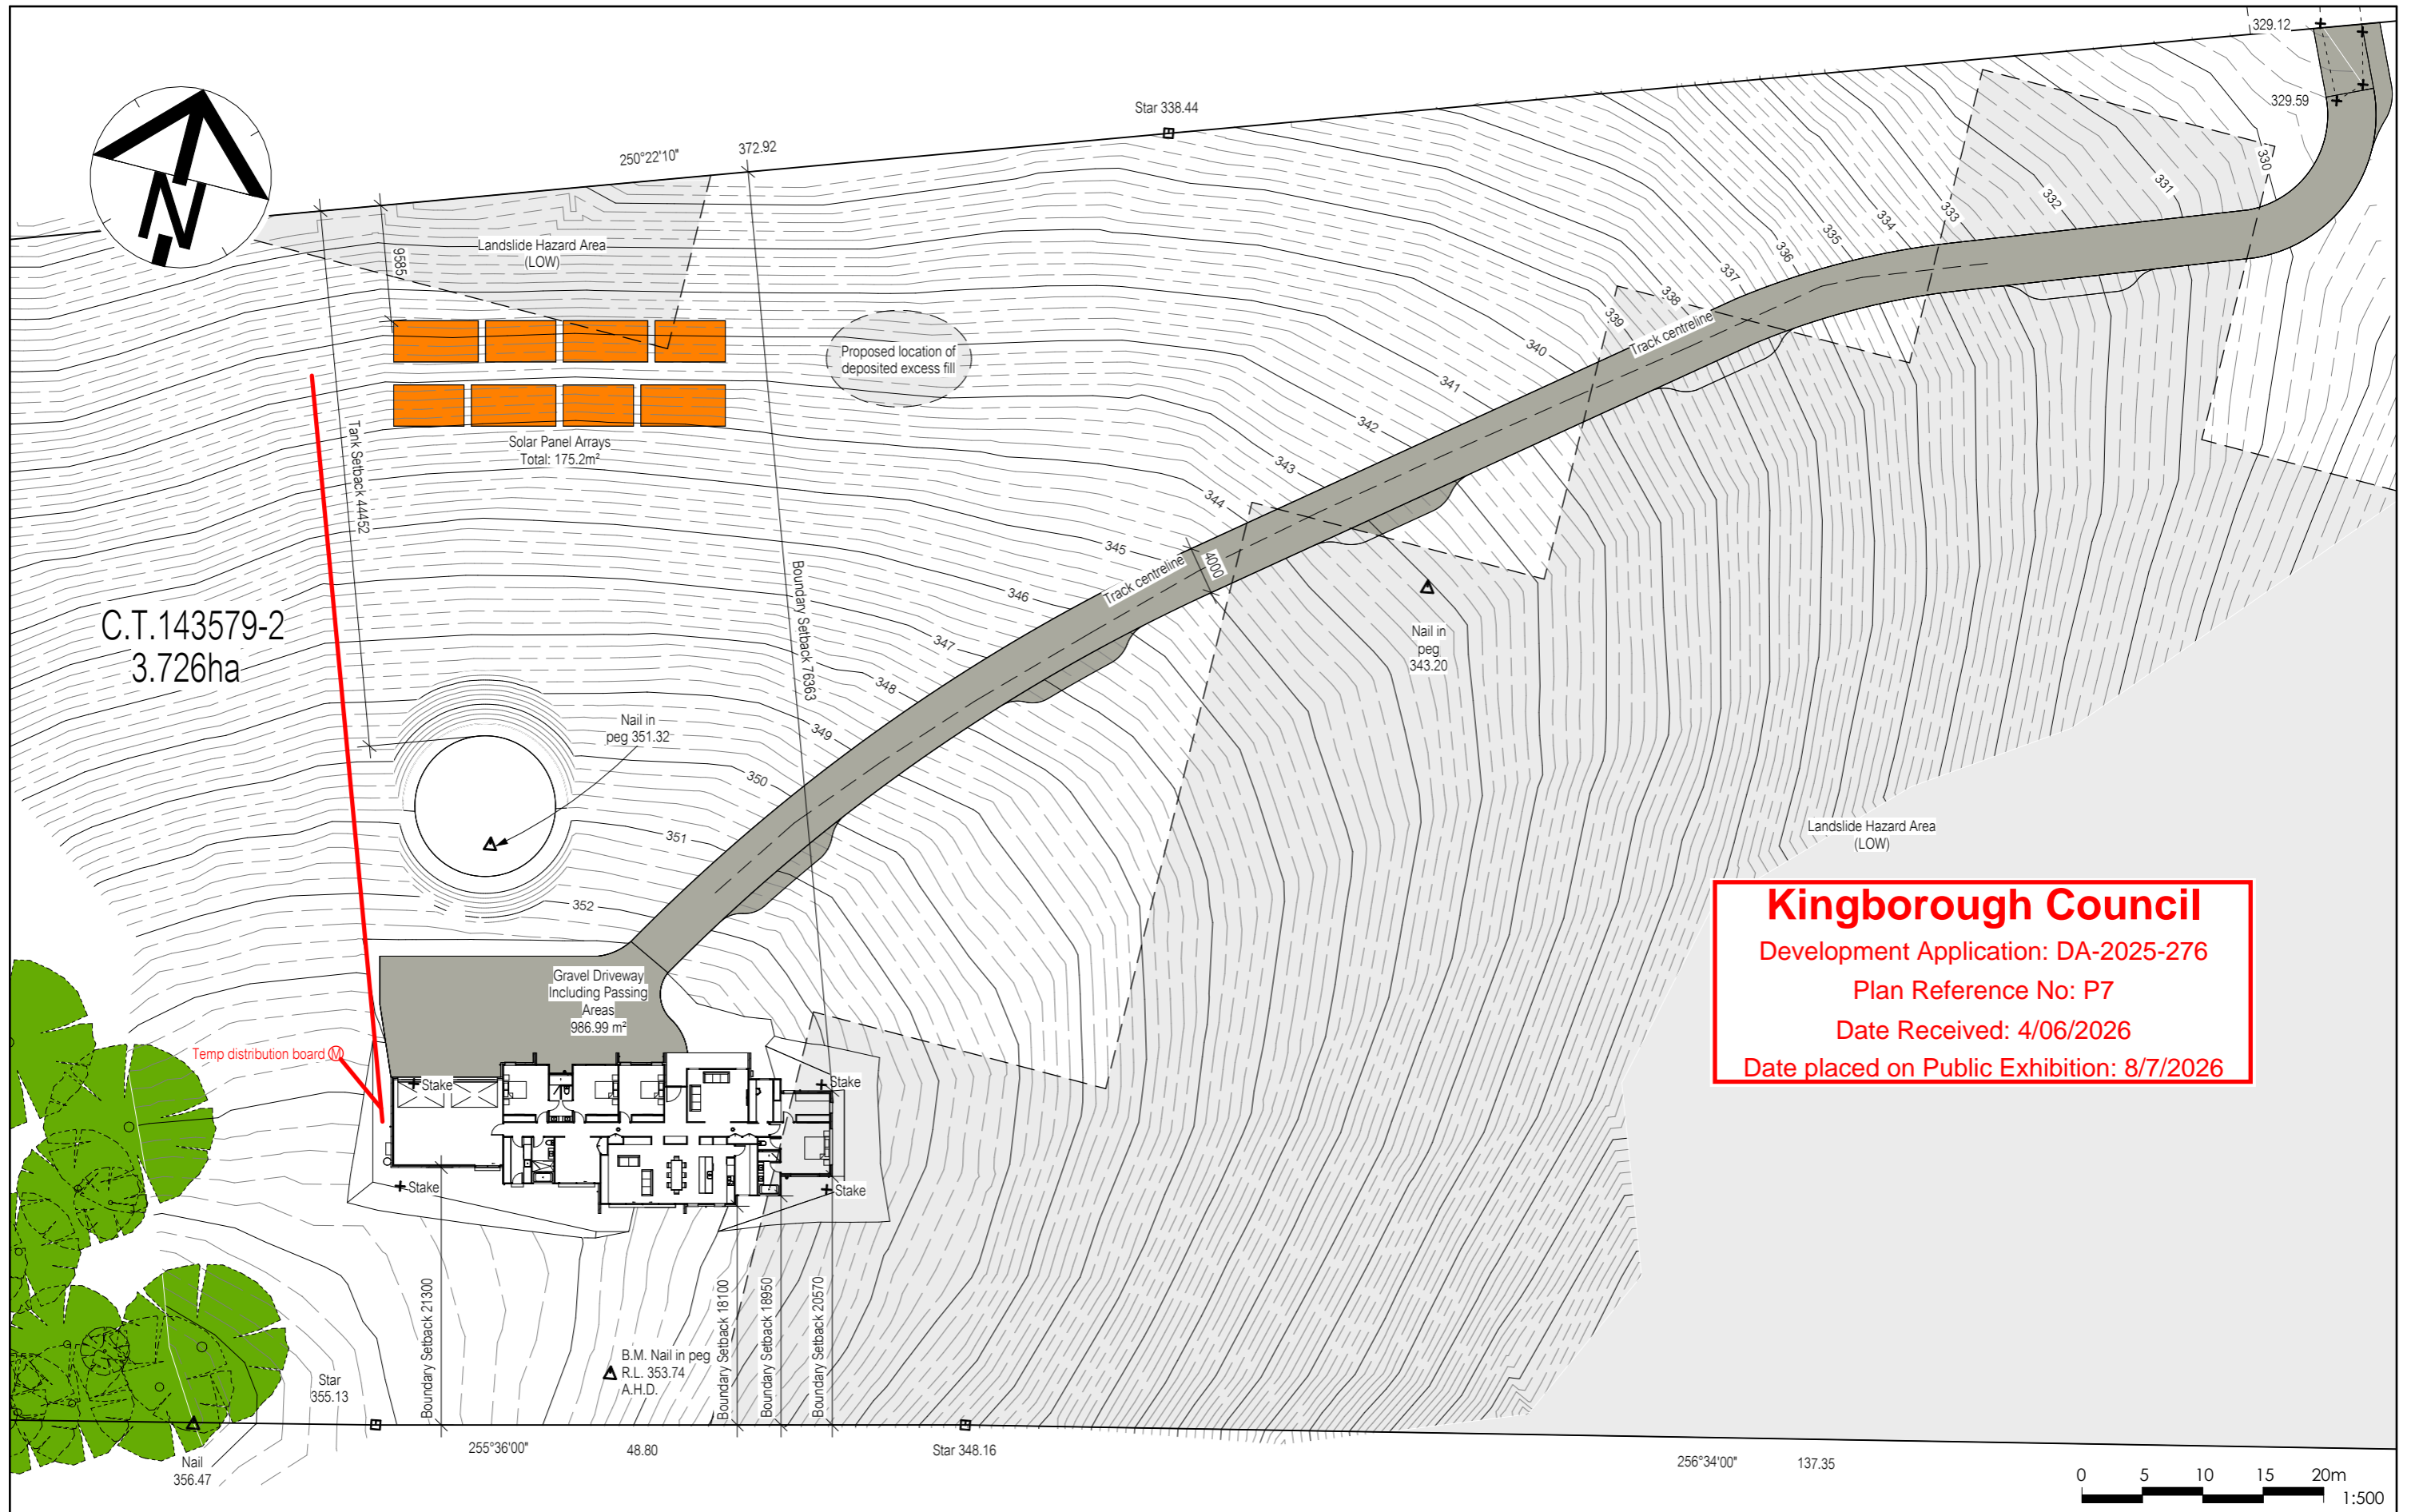 329.12
329.59
Star 338.44
250°22'10"
372.92
N
Landslide Hazard Area
(LOW)
9585
330
331
332
333
334
335
336
337
338
339
340
341
342
343
344
345
346
347
348
349
350
351
352
Track centreline
Proposed location of
deposited excess fill
Solar Panel Arrays
Total: 175.2m²
Tank Setback 44452
Track centreline
4000
Boundary Setback 76363
Nail in
peg
343.20
C.T.143579-2
3.726ha
Nail in
peg 351.32
Landslide Hazard Area
(LOW)
Kingborough Council
Development Application: DA-2025-276
Plan Reference No: P7
Date Received: 4/06/2026
Date placed on Public Exhibition: 8/7/2026
Gravel Driveway
Including Passing
Areas
986.99 m²
Temp distribution board M
Stake
Stake
Stake
Stake
Boundary Setback 21300
Boundary Setback 18100
Boundary Setback 18950
Boundary Setback 20570
B.M. Nail in peg
R.L. 353.74
A.H.D.
Star
355.13
Nail
356.47
255°36'00"
48.80
Star 348.16
256°34'00"
137.35
0 5 10 15 20m
1:500